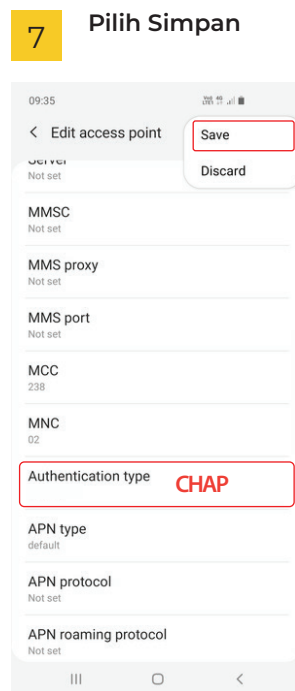 7
Pilih Simpan
09:35
Edit access point
Save
Discard
Server
Not set
MMSC
Not set
MMS proxy
Not set
MMS port
Not set
MCC
238
MNC
02
Authentication type
CHAP
APN type
default
APN protocol
Not set
APN roaming protocol
Not set